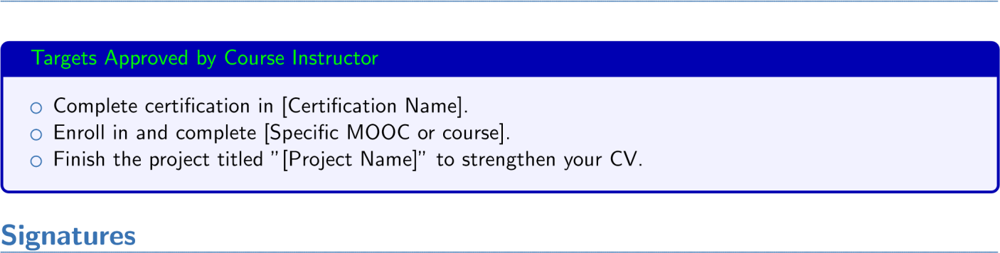 Targets Approved by Course Instructor
○ Complete certification in [Certification Name].
○ Enroll in and complete [Specific MOOC or course].
○ Finish the project titled ”[Project Name]” to strengthen your CV.
Signatures